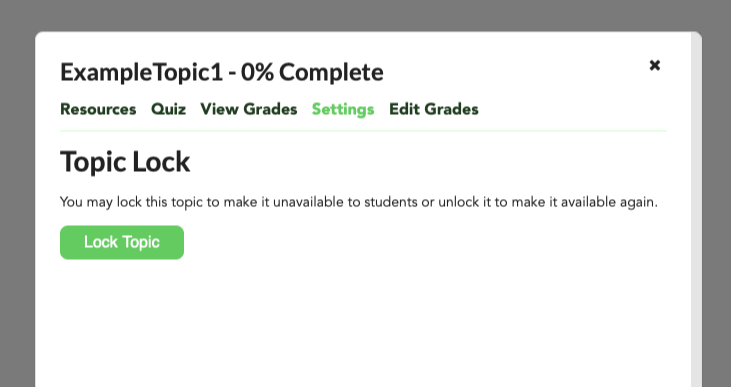 ExampleTopic1 - 0% Complete
Resources Quiz View Grades Settings Edit Grades
Topic Lock
You may lock this topic to make it unavailable to students or unlock it to make it available again.
Lock Topic